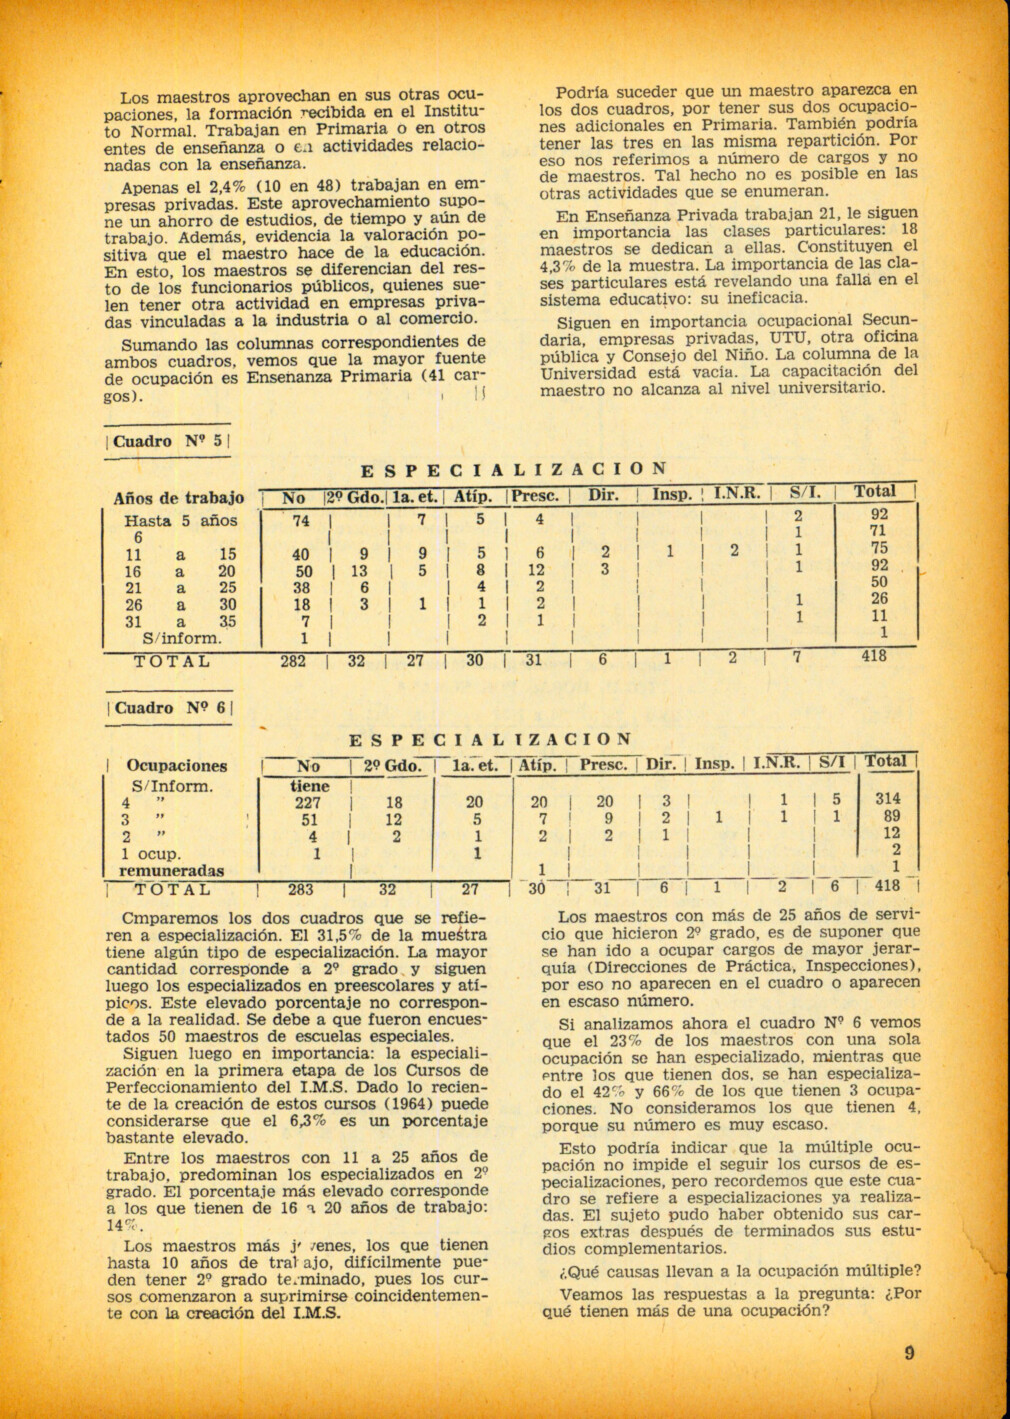 Los maestros aprovechan en sus otras ocu-
paciones, la formación recibida en el Institu-
to Normal. Trabajan en Primaria o en otros
entes de enseñanza o en actividades relacio-
nadas con la enseñanza.
Apenas el 2,4% (10 en 48) trabajan en em-
presas privadas. Este aprovechamiento supo-
ne un ahorro de estudios, de tiempo y aún de
trabajo. Además, evidencia la valoración po-
sitiva que el maestro hace de la educación.
En esto, los maestros se diferencian del res-
to de los funcionarios públicos, quienes sue-
len tener otra actividad en empresas priva-
das vinculadas a la industria o al comercio.
Sumando las columnas correspondientes de
ambos cuadros, vemos que la mayor fuente
de ocupación es Enseñanza Primaria (41 car-
gos).
Podría suceder que un maestro aparezca en
los dos cuadros, por tener sus dos ocupacio-
nes adicionales en Primaria. También podría
tener las tres en las misma repartición. Por
eso nos referimos a número de cargos y no
de maestros. Tal hecho no es posible en las
otras actividades que se enumeran.
En Enseñanza Privada trabajan 21, le siguen
en importancia las clases particulares: 18
maestros se dedican a ellas. Constituyen el
4,3% de la muestra. La importancia de las cla-
ses particulares está revelando una falla en el
sistema educativo: su ineficacia.
Siguen en importancia ocupacional Secun-
daria, empresas privadas, UTU, otra oficina
pública y Consejo del Niño. La columna de la
Universidad está vacía. La capacitación del
maestro no alcanza al nivel universitario.
Cuadro Nº 5
ESPECIALIZACION
Años de trabajo | No | 2º Gdo. | 1a. et. | Atíp. | Presc. | Dir. | Insp. | I.N.R. | S/I. | Total
Hasta 5 años 74 | | 7 | 5 | 4 | | | | 2 92
6 | | | | | | | | 1 71
11 a 15 40 | 9 | 9 | 5 | 6 | 2 | 1 | 2 | 1 75
16 a 20 50 | 13 | 5 | 8 | 12 | 3 | | | 1 92
21 a 25 38 | 6 | | 4 | 2 | | | | 50
26 a 30 18 | 3 | 1 | 1 | 2 | | | | 1 26
31 a 35 7 | | | 2 | 1 | | | | 1 11
S/inform. 1 | | | | | | | | 1
TOTAL 282 | 32 | 27 | 30 | 31 | 6 | 1 | 2 | 7 418
Cuadro Nº 6
ESPECIALIZACION
Ocupaciones | No | 2º Gdo. | 1a. et. | Atíp. | Presc. | Dir. | Insp. | I.N.R. | S/I | Total
S/Inform. tiene
4 " 227 | 18 20 20 | 20 | 3 | | 1 | 5 314
3 " 51 | 12 5 7 | 9 | 2 | 1 | 1 | 1 89
2 " 4 | 2 1 2 | 2 | 1 | | | 12
1 ocup. 1 | 1 | | | | | 2
remuneradas | 1 | | | | | 1
TOTAL | 283 | 32 | 27 | 30 | 31 | 6 | 1 | 2 | 6 | 418
Cmparemos los dos cuadros que se refie-
ren a especialización. El 31,5% de la muestra
tiene algún tipo de especialización. La mayor
cantidad corresponde a 2º grado y siguen
luego los especializados en preescolares y atí-
picos. Este elevado porcentaje no correspon-
de a la realidad. Se debe a que fueron encues-
tados 50 maestros de escuelas especiales.
Siguen luego en importancia: la especiali-
zación en la primera etapa de los Cursos de
Perfeccionamiento del I.M.S. Dado lo recien-
te de la creación de estos cursos (1964) puede
considerarse que el 6,3% es un porcentaje
bastante elevado.
Entre los maestros con 11 a 25 años de
trabajo, predominan los especializados en 2º
grado. El porcentaje más elevado corresponde
a los que tienen de 16 a 20 años de trabajo:
14%.
Los maestros más jóvenes, los que tienen
hasta 10 años de trabajo, difícilmente pue-
den tener 2º grado terminado, pues los cur-
sos comenzaron a suprimirse coincidentemen-
te con la creación del I.M.S.
Los maestros con más de 25 años de servi-
cio que hicieron 2º grado, es de suponer que
se han ido a ocupar cargos de mayor jerar-
quía (Direcciones de Práctica, Inspecciones),
por eso no aparecen en el cuadro o aparecen
en escaso número.
Si analizamos ahora el cuadro Nº 6 vemos
que el 23% de los maestros con una sola
ocupación se han especializado, mientras que
entre los que tienen dos, se han especializa-
do el 42% y 66% de los que tienen 3 ocupa-
ciones. No consideramos los que tienen 4,
porque su número es muy escaso.
Esto podría indicar que la múltiple ocu-
pación no impide el seguir los cursos de es-
pecializaciones, pero recordemos que este cua-
dro se refiere a especializaciones ya realiza-
das. El sujeto pudo haber obtenido sus car-
gos extras después de terminados sus estu-
dios complementarios.
¿Qué causas llevan a la ocupación múltiple?
Veamos las respuestas a la pregunta: ¿Por
qué tienen más de una ocupación?
9